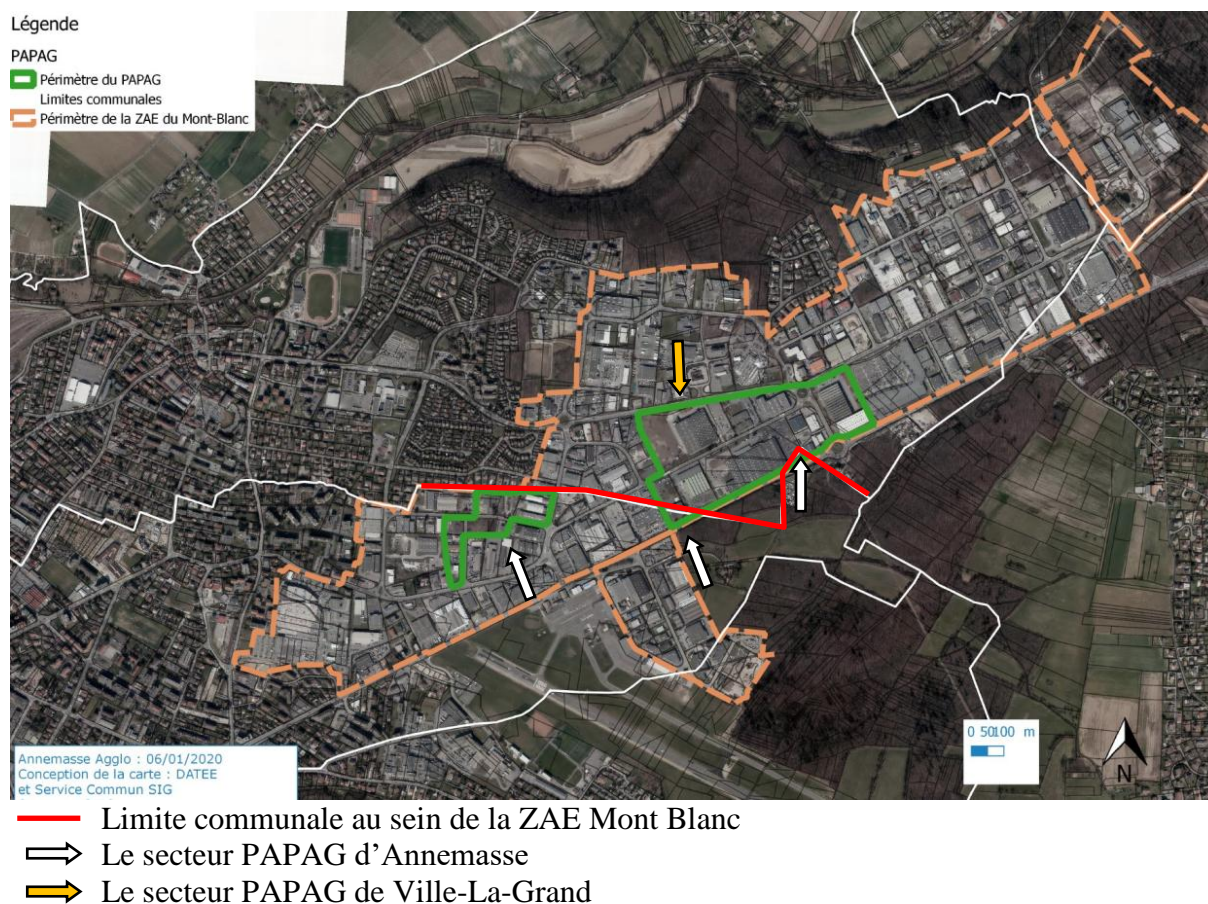 Légende
PAPAG
Périmètre du PAPAG
Limites communales
Périmètre de la ZAE du Mont-Blanc
0 50100 m
N
Annemasse Agglo : 06/01/2020
Conception de la carte : DATEE
et Service Commun SIG
Limite communale au sein de la ZAE Mont Blanc
Le secteur PAPAG d'Annemasse
Le secteur PAPAG de Ville-La-Grand